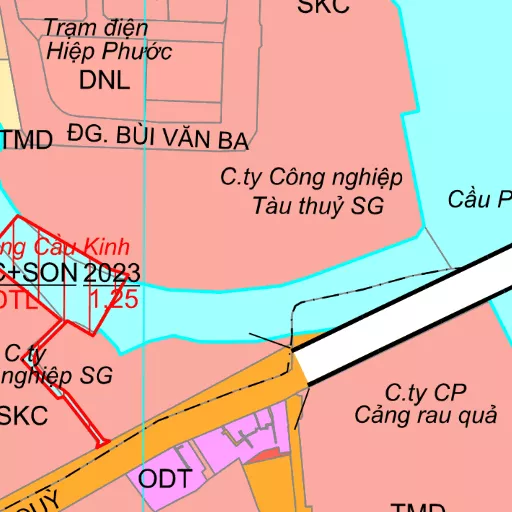 SKC
Trạm điện
Hiệp Phước
DNL
TMD
ĐG. BÙI VĂN BA
C.ty Công nghiệp
Tàu thuỷ SG
Cầu P
ng Cầu Kinh
C+SON 2023
DTL 1.25
C.ty
nghiệp SG
SKC
C.ty CP
Cảng rau quả
ODT
QUỲ
TMD